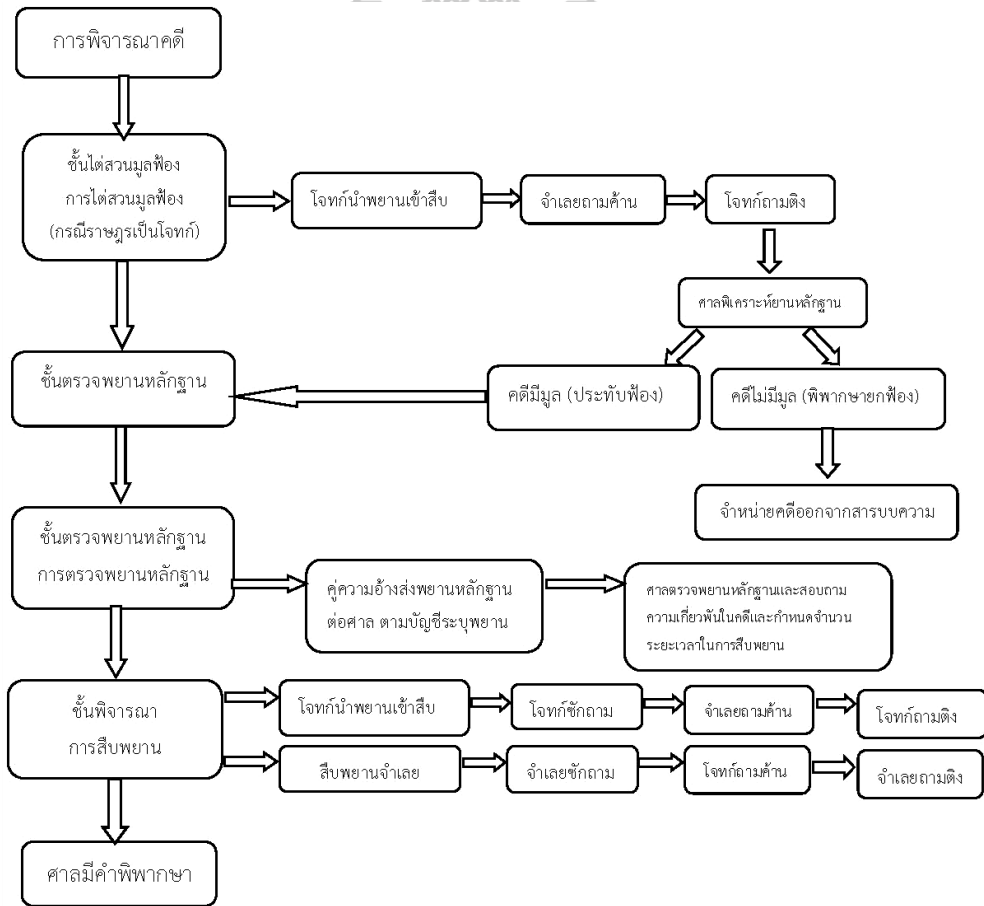 การพิจารณาคดี
ชั้นไต่สวนมูลฟ้อง
การไต่สวนมูลฟ้อง
(กรณีราษฎรเป็นโจทก์)
โจทก์นำพยานเข้าสืบ
จำเลยถามค้าน
โจทก์ถามติง
ศาลพิเคราะห์ยานหลักฐาน
ชั้นตรวจพยานหลักฐาน
คดีมีมูล (ประทับฟ้อง)
คดีไม่มีมูล (พิพากษายกฟ้อง)
จำหน่ายคดีออกจากสารบบความ
ชั้นตรวจพยานหลักฐาน
การตรวจพยานหลักฐาน
คู่ความอ้างส่งพยานหลักฐาน
ต่อศาล ตามบัญชีระบุพยาน
ศาลตรวจพยานหลักฐานและสอบถาม
ความเกี่ยวพันในคดีและกำหนดจำนวน
ระยะเวลาในการสืบพยาน
ชั้นพิจารณา
การสืบพยาน
โจทก์นำพยานเข้าสืบ
โจทก์ซักถาม
จำเลยถามค้าน
โจทก์ถามติง
สืบพยานจำเลย
จำเลยซักถาม
โจทก์ถามค้าน
จำเลยถามติง
ศาลมีคำพิพากษา